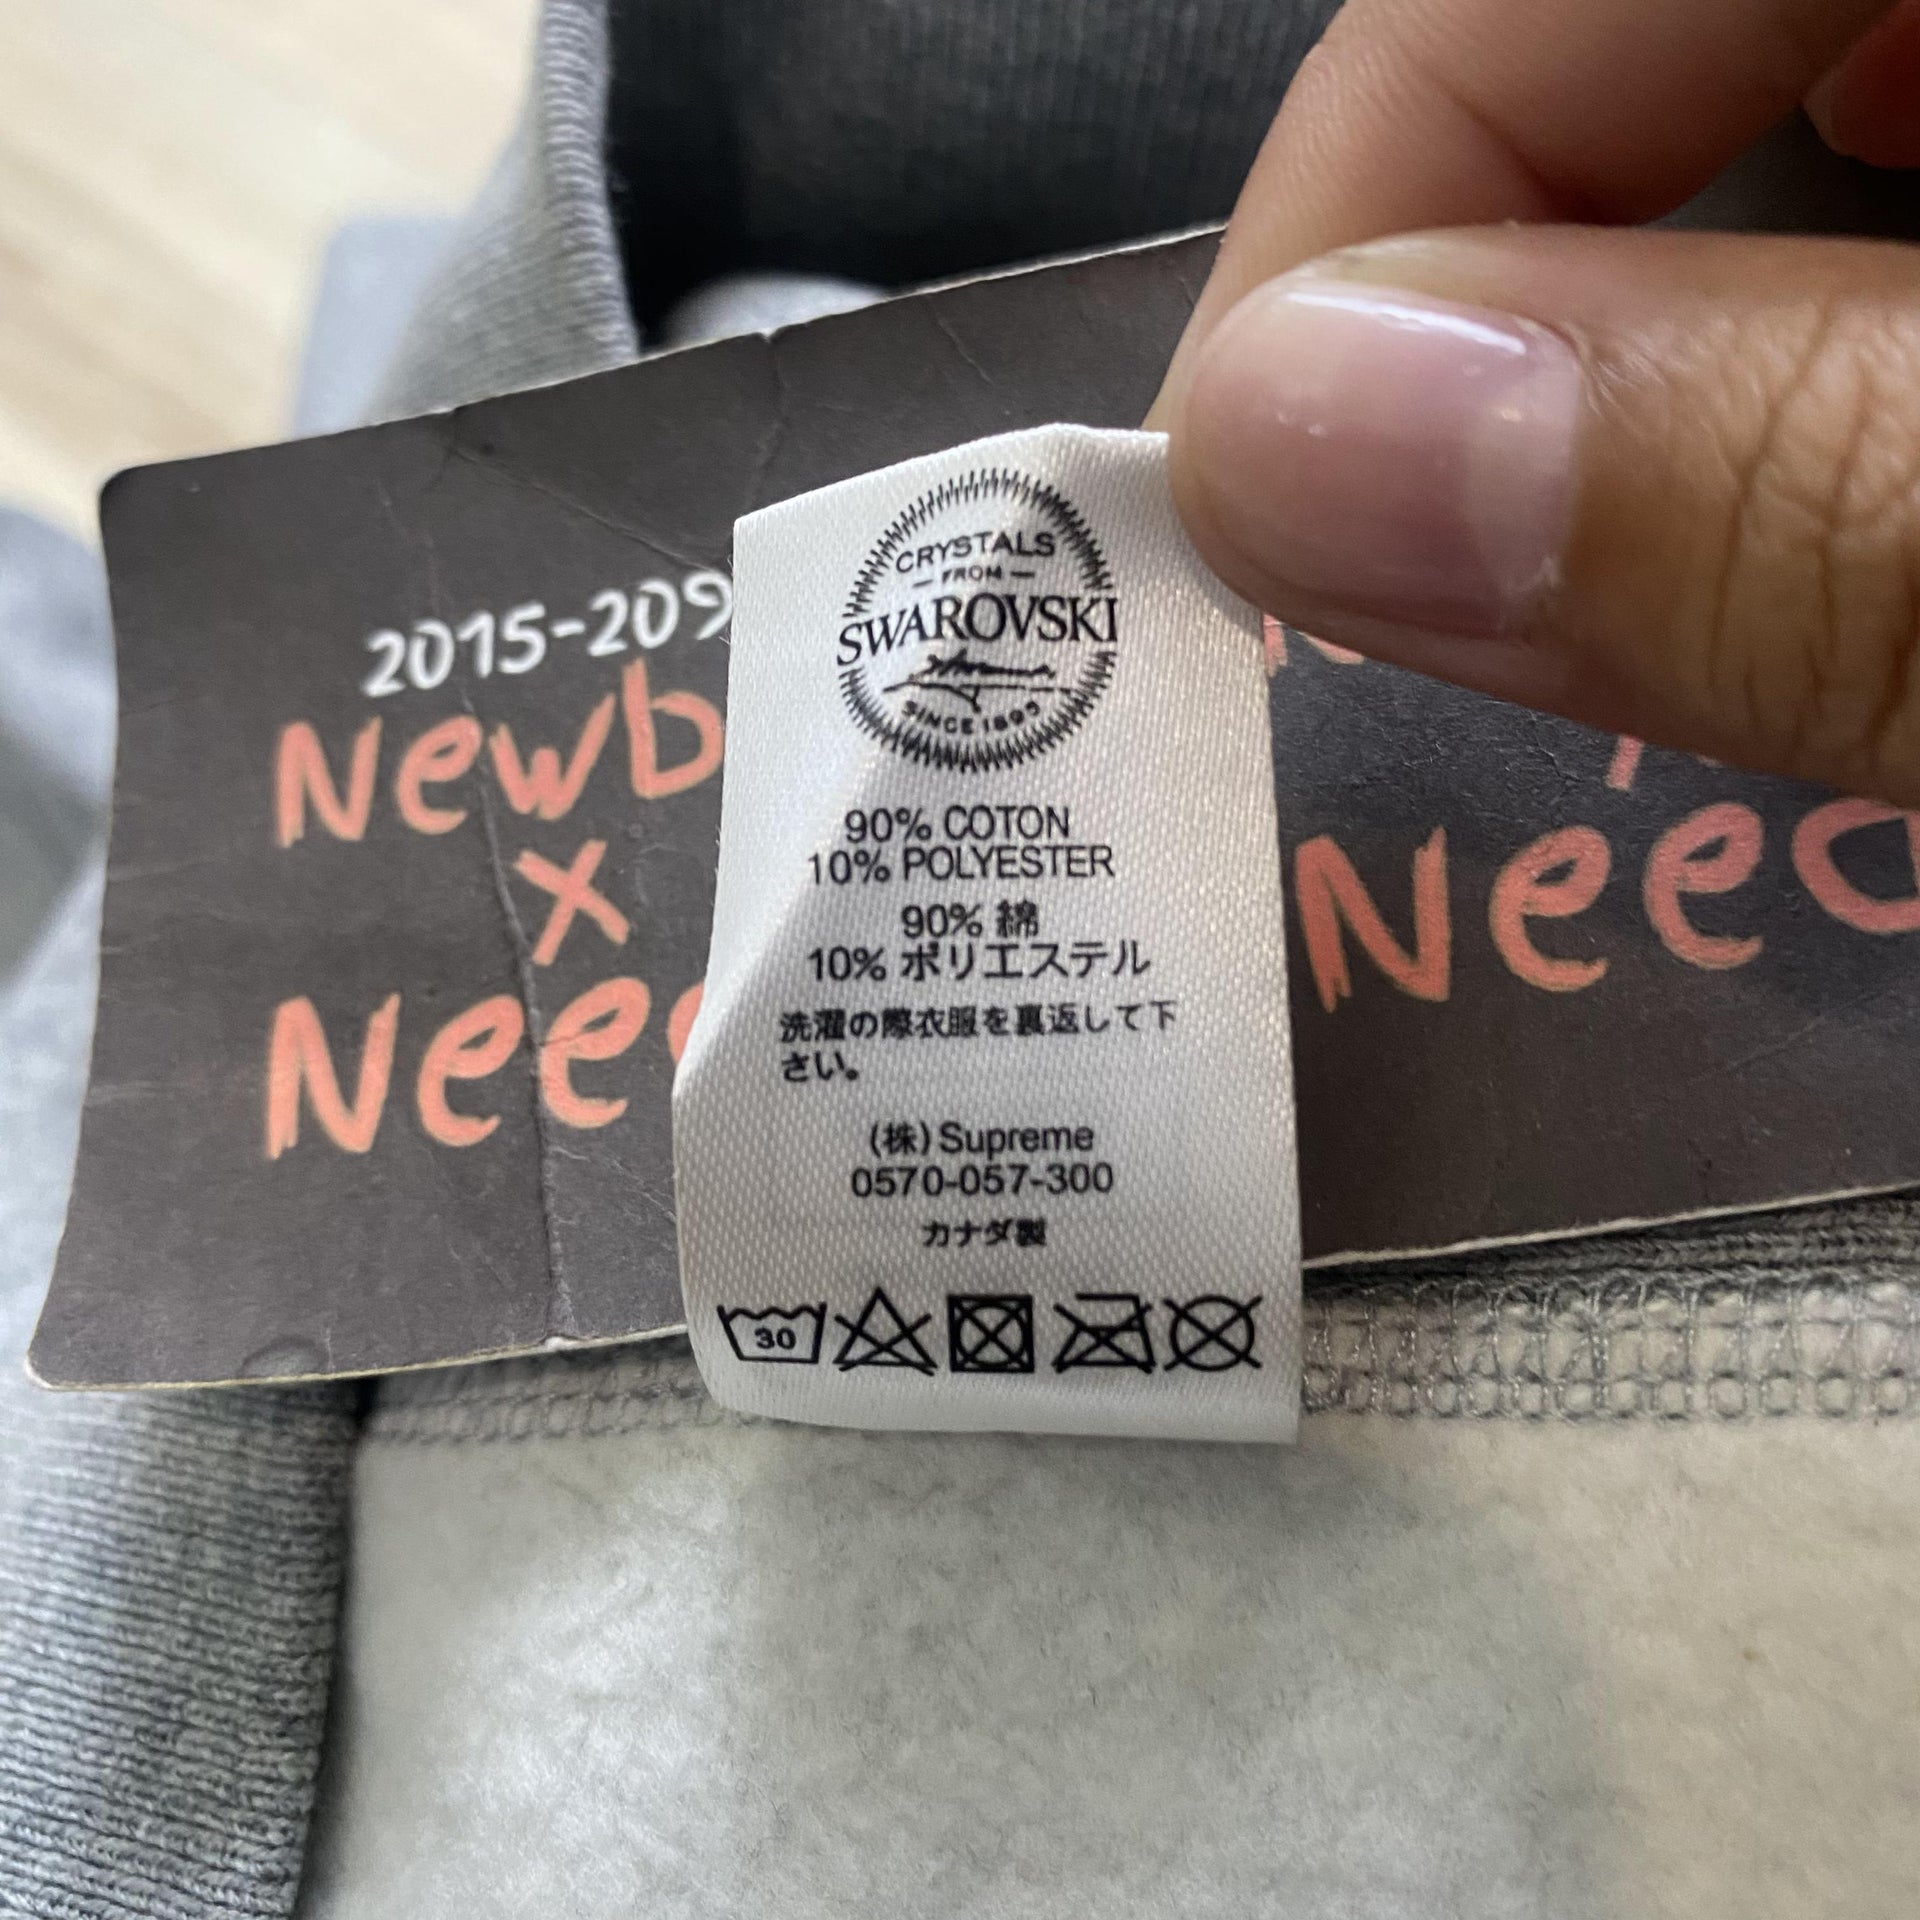 2015-209
Newb
x
Nee
CRYSTALS
FROM
SWAROVSKI
SINCE 1895
90% COTON
10% POLYESTER
90% 綿
10% ポリエステル
洗濯の際衣服を裏返して下
さい。
(株) Supreme
0570-057-300
カナダ製
30
Need